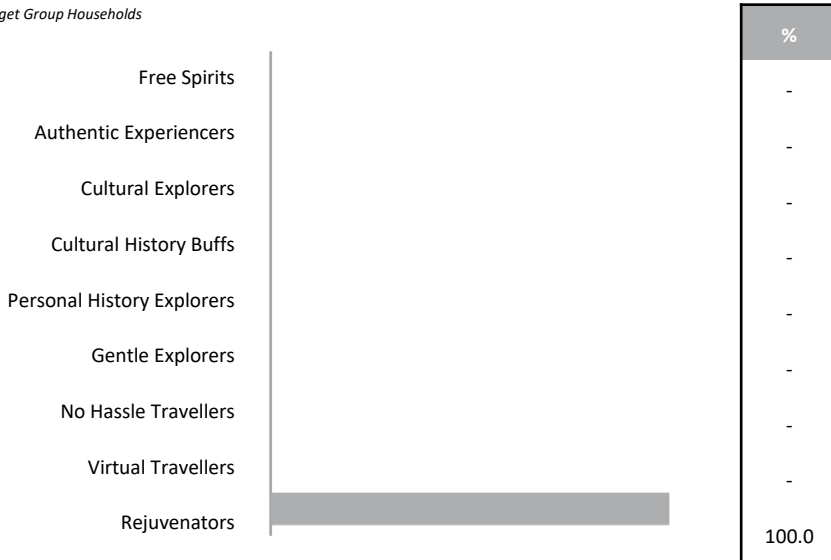 Group Households
%
Free Spirits -
Authentic Experiencers -
Cultural Explorers -
Cultural History Buffs -
Personal History Explorers -
Gentle Explorers -
No Hassle Travellers -
Virtual Travellers -
Rejuvenators 100.0